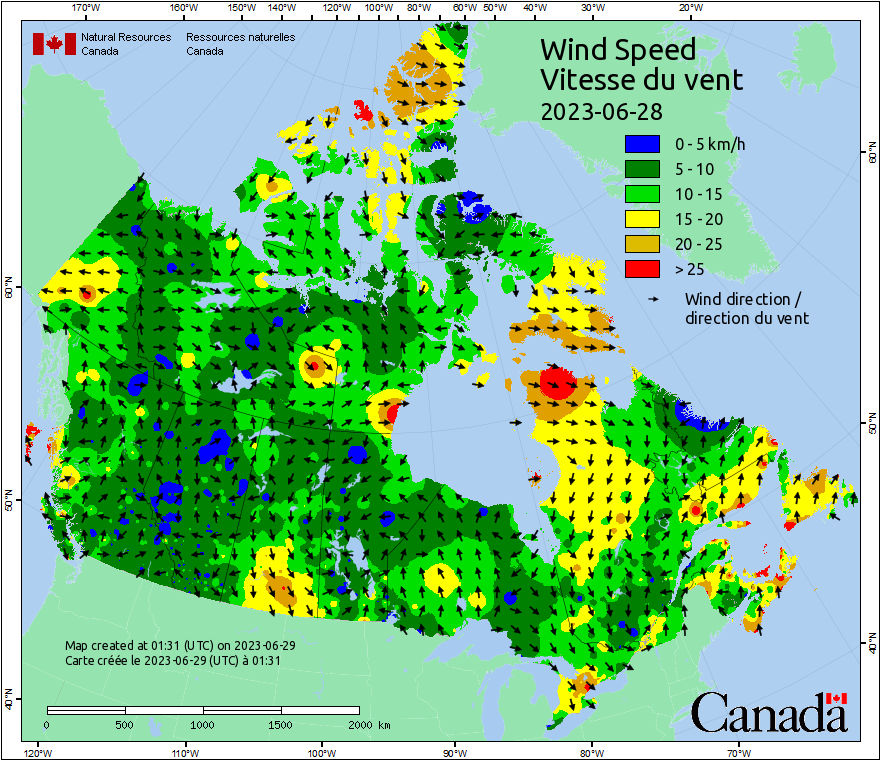 170°W 160°W 150°W 140°W 120°W 100°W 80°W 60°W 50°W 40°W 30°W 20°W
Natural Resources Ressources naturelles
Canada Canada
Wind Speed
Vitesse du vent
2023-06-28
0 - 5 km/h
5 - 10
10 - 15
15 - 20
20 - 25
> 25
Wind direction /
direction du vent
60°N
60°N
50°N
50°N
40°N
40°N
Map created at 01:31 (UTC) on 2023-06-29
Carte créée le 2023-06-29 (UTC) à 01:31
0 500 1000 1500 2000 km
Canada
120°W 110°W 100°W 90°W 80°W 70°W